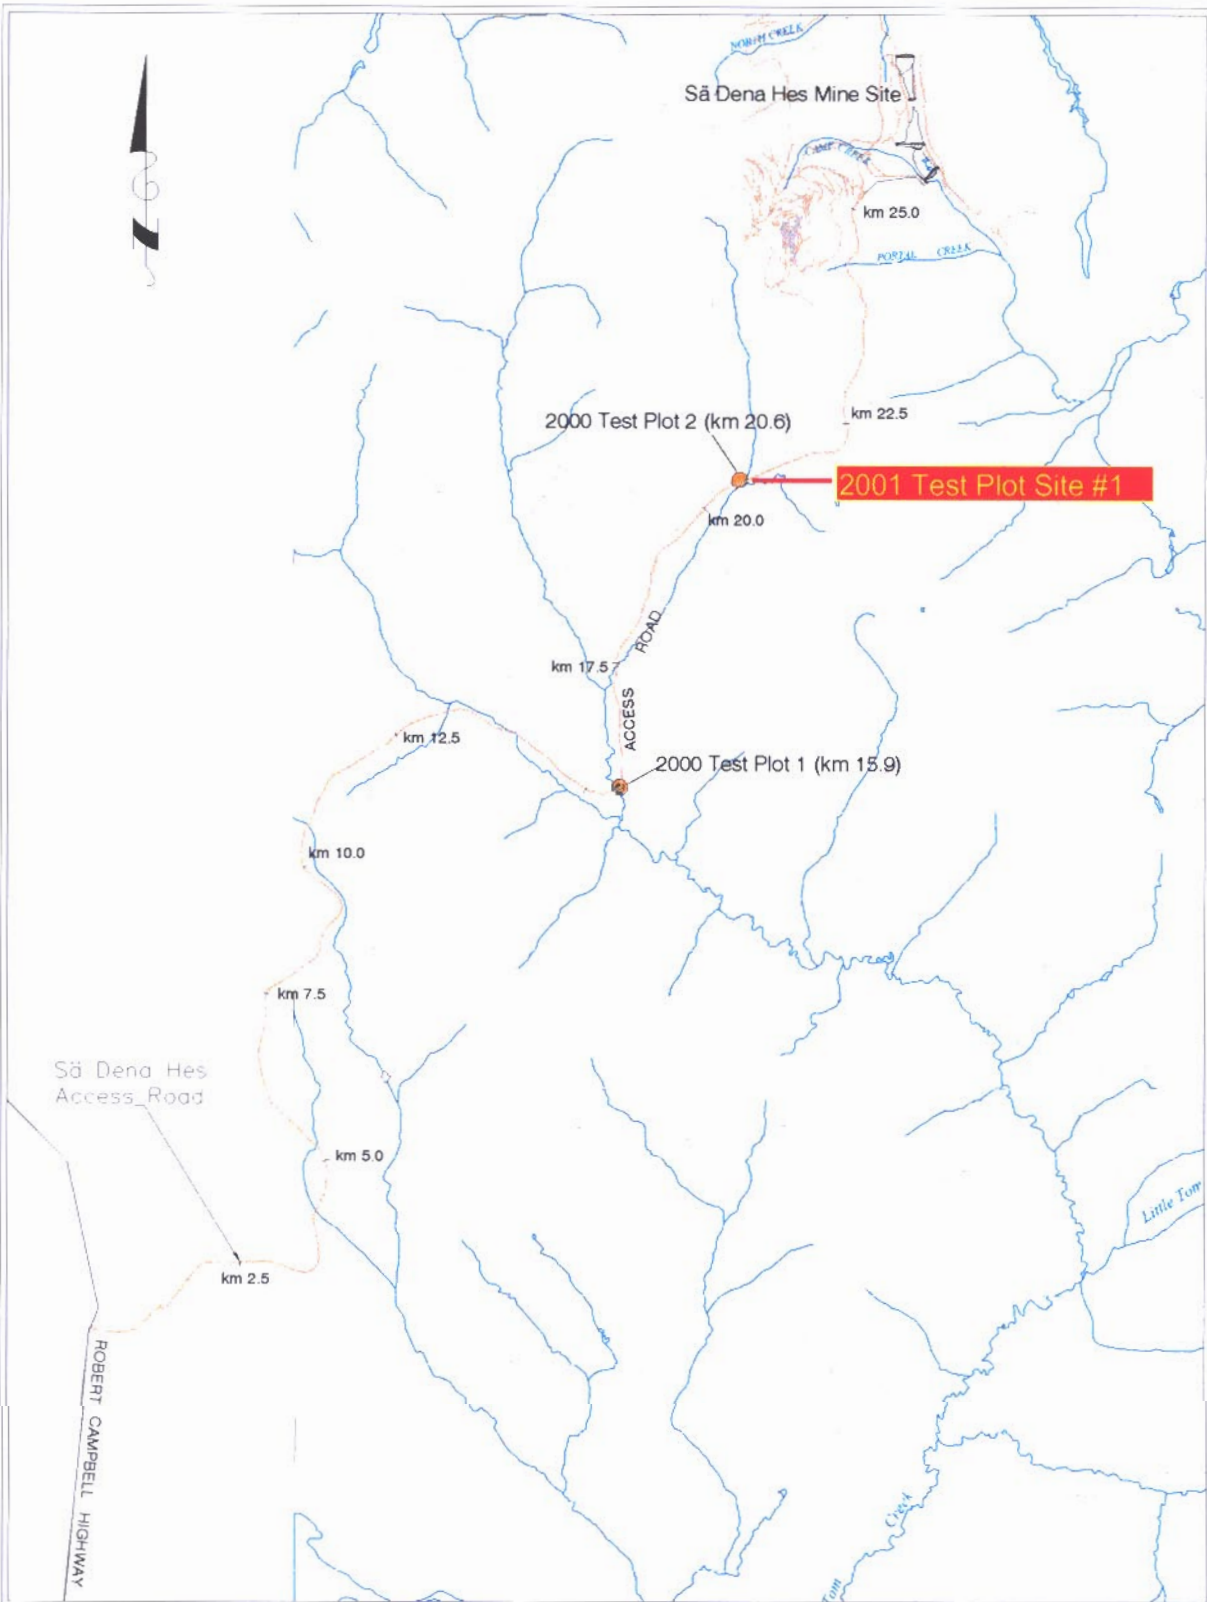 NORTH CREEK
Sä Dena Hes Mine Site
CAMP CREEK
km 25.0
PORTAL CREEK
km 22.5
2000 Test Plot 2 (km 20.6)
2001 Test Plot Site #1
km 20.0
ROAD
km 17.5
ACCESS
km 12.5
2000 Test Plot 1 (km 15.9)
km 10.0
km 7.5
Sä Dena Hes
Access Road
km 5.0
Little Tom
km 2.5
ROBERT CAMPBELL HIGHWAY
Creek
Tom